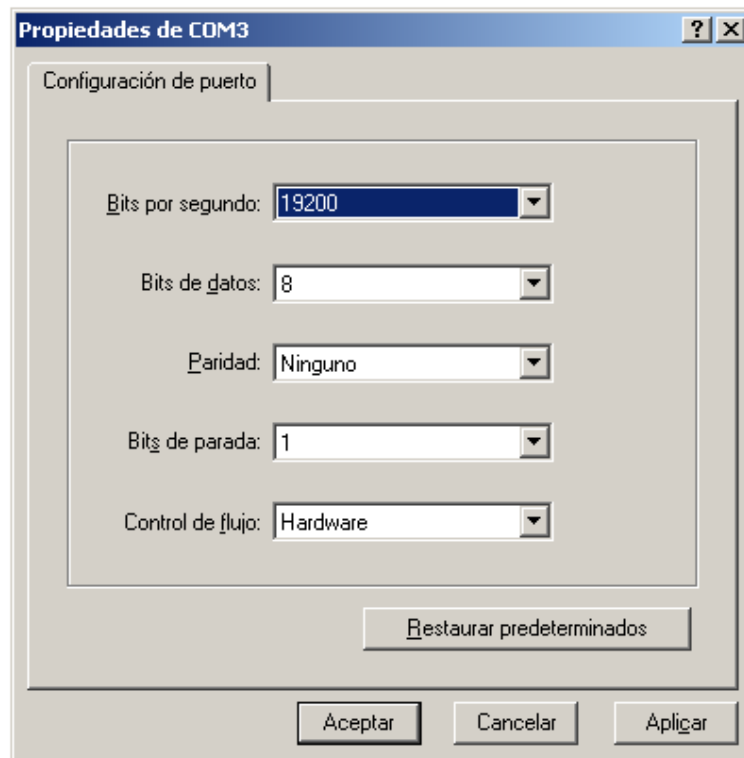 Propiedades de COM3
Configuración de puerto
Bits por segundo: 19200
Bits de datos: 8
Paridad: Ninguno
Bits de parada: 1
Control de flujo: Hardware
Restaurar predeterminados
Aceptar Cancelar Aplicar